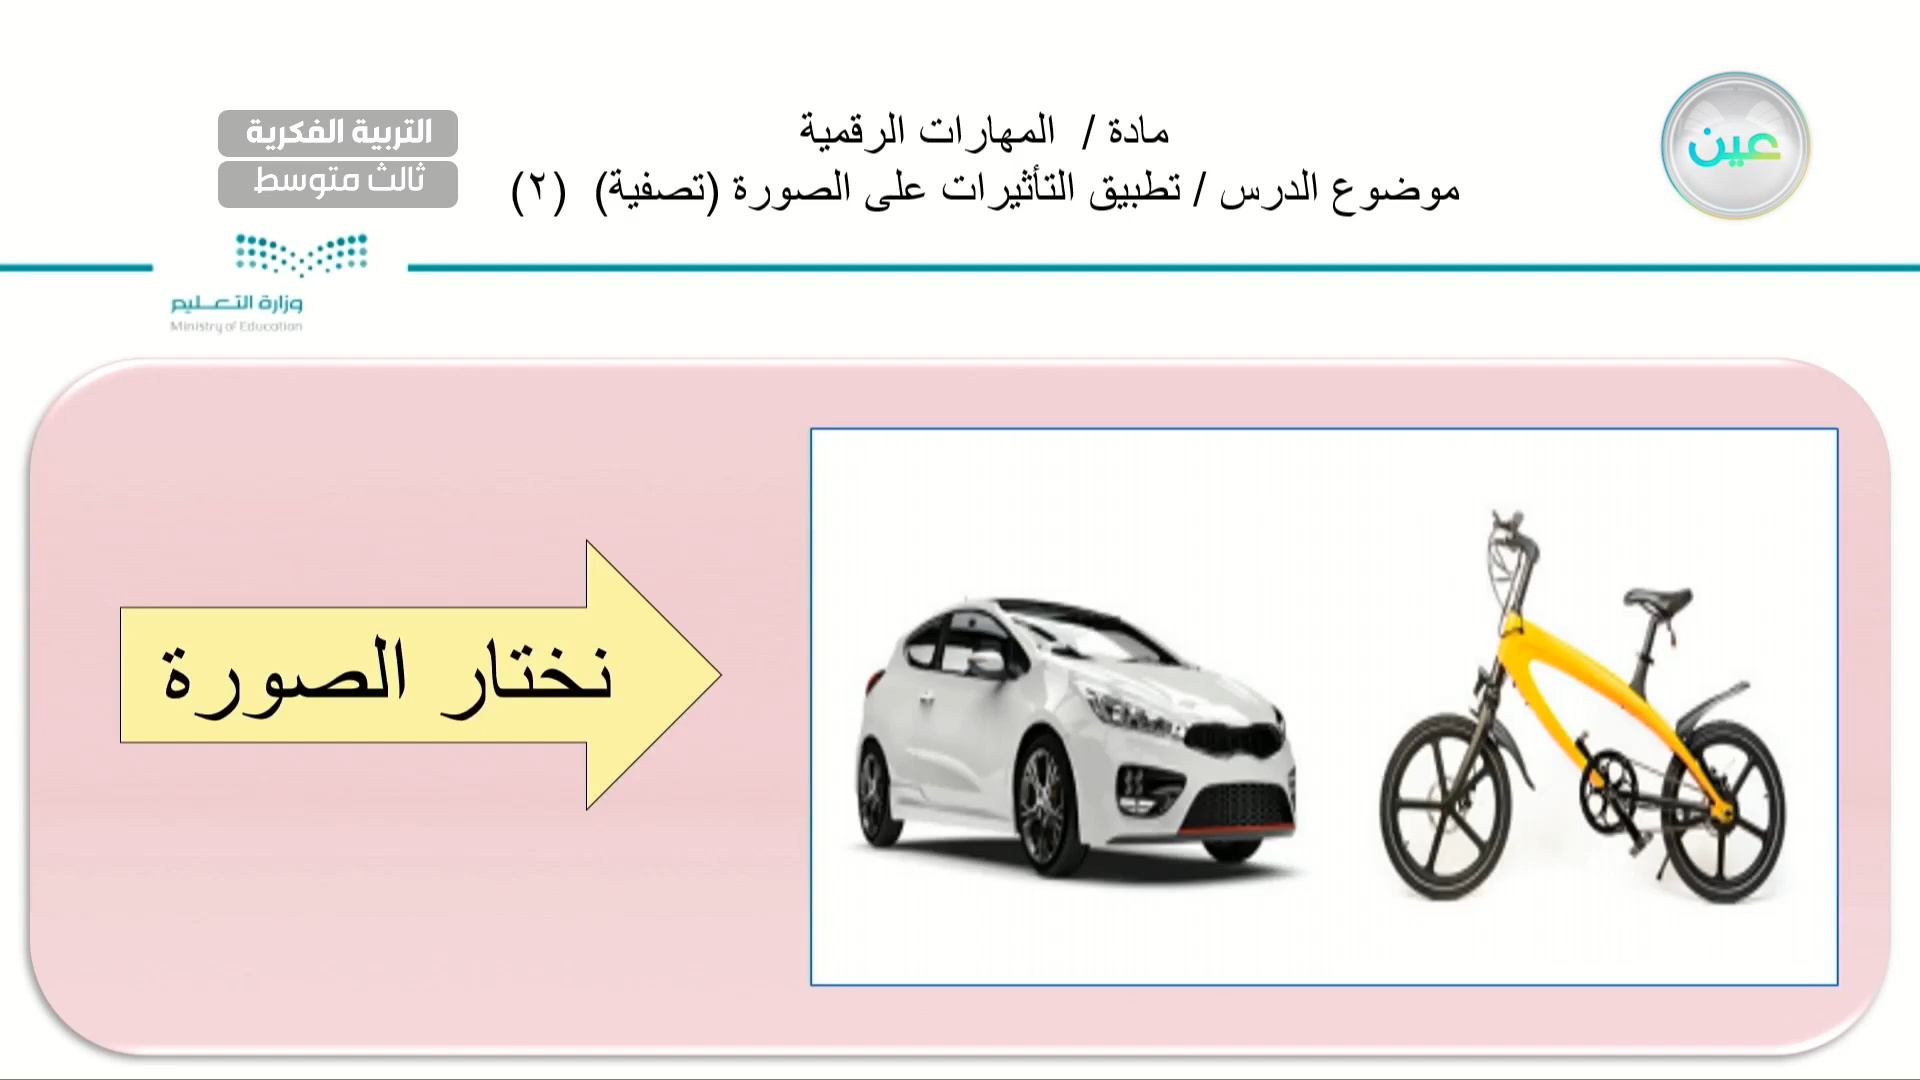 عين
مادة / المهارات الرقمية
موضوع الدرس / تطبيق التأثيرات على الصورة (تصفية) (٢)
التربية الفكرية
ثالث متوسط
وزارة التعليم
Ministry of Education
نختار الصورة